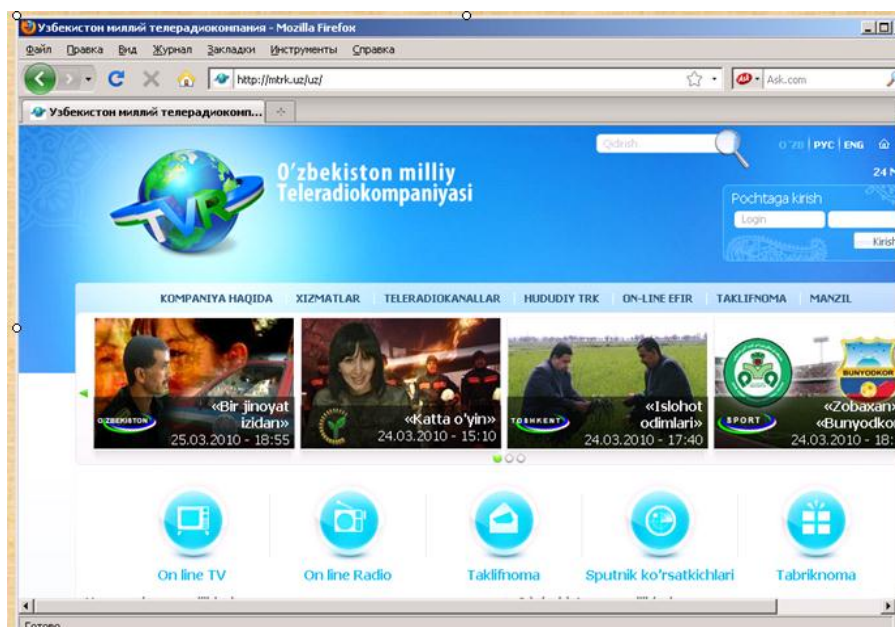 Узбекистон миллий телерадиокомпания - Mozilla Firefox
Файл Правка Вид Журнал Закладки Инструменты Справка
http://mtrk.uz/uz/
Ask.com
Узбекистон миллий телерадиокомп...
Qidirish
O'ZB | РУС | ENG
24
O'zbekiston milliy
Teleradiokompaniyasi
TVR
Pochtaga kirish
Login
Kirish
KOMPANIYA HAQIDA XIZMATLAR TELERADIOKANALLAR HUDUDIY TRK ON-LINE EFIR TAKLIFNOMA MANZIL
«Bir jinoyat
izidan»
O'ZBEKISTON
25.03.2010 - 18:55
«Katta o'yin»
24.03.2010 - 15:10
«Islohot
odimlari»
TOSHKENT
24.03.2010 - 17:40
BUNYODKOR
«Zobaxan
«Bunyodko
SPORT
24.03.2010 - 18:
On line TV
On line Radio
Taklifnoma
Sputnik ko'rsatkichlari
Tabriknoma
Готово